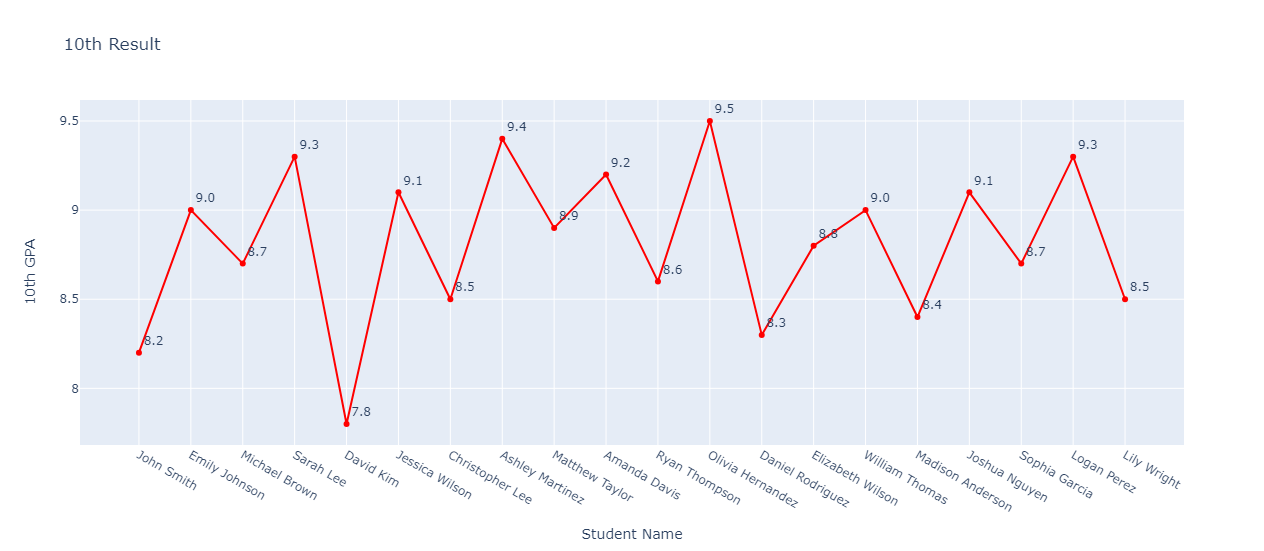 10th Result
10th GPA
9.5
9
8.5
8
8.2
9.0
8.7
9.3
7.8
9.1
8.5
9.4
8.9
9.2
8.6
9.5
8.3
8.8
9.0
8.4
9.1
8.7
9.3
8.5
John Smith
Emily Johnson
Michael Brown
Sarah Lee
David Kim
Jessica Wilson
Christopher Lee
Ashley Martinez
Matthew Taylor
Amanda Davis
Ryan Thompson
Olivia Hernandez
Daniel Rodriguez
Elizabeth Wilson
William Thomas
Madison Anderson
Joshua Nguyen
Sophia Garcia
Logan Perez
Lily Wright
Student Name